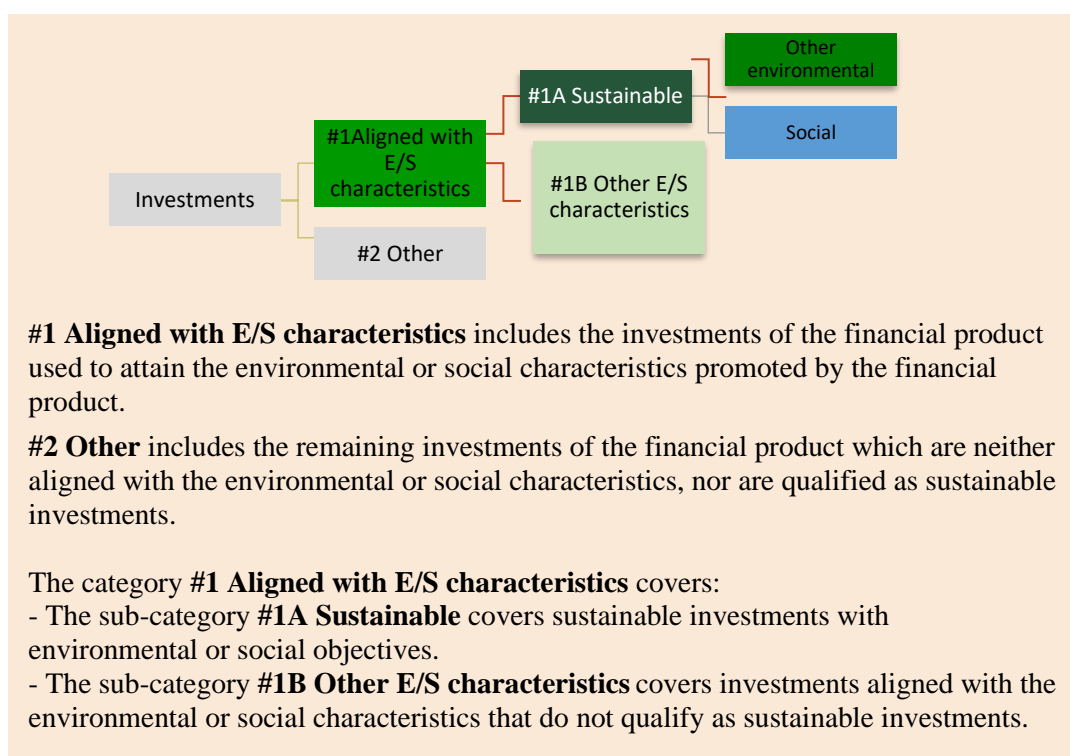 Other
environmental
#1A Sustainable
Social
#1Aligned with
E/S
characteristics
#1B Other E/S
characteristics
Investments
#2 Other
#1 Aligned with E/S characteristics includes the investments of the financial product
used to attain the environmental or social characteristics promoted by the financial
product.
#2 Other includes the remaining investments of the financial product which are neither
aligned with the environmental or social characteristics, nor are qualified as sustainable
investments.
The category #1 Aligned with E/S characteristics covers:
- The sub-category #1A Sustainable covers sustainable investments with
environmental or social objectives.
- The sub-category #1B Other E/S characteristics covers investments aligned with the
environmental or social characteristics that do not qualify as sustainable investments.